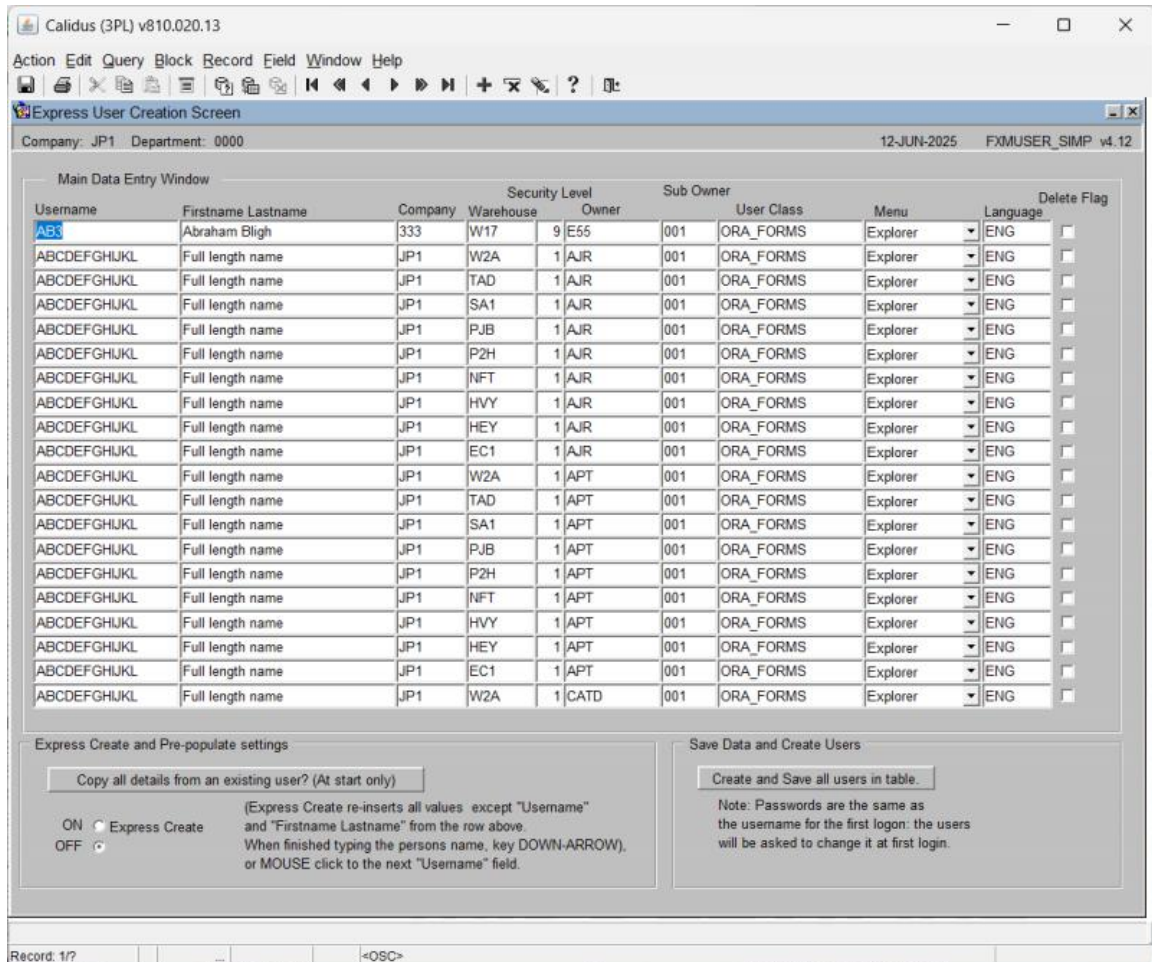 Calidus (3PL) v810.020.13
Action Edit Query Block Record Field Window Help
Express User Creation Screen
Company: JP1 Department: 0000 12-JUN-2025 FXMUSER_SIMP v4.12
Main Data Entry Window
Security Level Sub Owner Delete Flag
Username Firstname Lastname Company Warehouse Owner User Class Menu Language
AB3 Abraham Bligh 333 W17 9 E55 001 ORA_FORMS Explorer ENG
ABCDEFGHIJKL Full length name JP1 W2A 1 AJR 001 ORA_FORMS Explorer ENG
ABCDEFGHIJKL Full length name JP1 TAD 1 AJR 001 ORA_FORMS Explorer ENG
ABCDEFGHIJKL Full length name JP1 SA1 1 AJR 001 ORA_FORMS Explorer ENG
ABCDEFGHIJKL Full length name JP1 PJB 1 AJR 001 ORA_FORMS Explorer ENG
ABCDEFGHIJKL Full length name JP1 P2H 1 AJR 001 ORA_FORMS Explorer ENG
ABCDEFGHIJKL Full length name JP1 NFT 1 AJR 001 ORA_FORMS Explorer ENG
ABCDEFGHIJKL Full length name JP1 HVY 1 AJR 001 ORA_FORMS Explorer ENG
ABCDEFGHIJKL Full length name JP1 HEY 1 AJR 001 ORA_FORMS Explorer ENG
ABCDEFGHIJKL Full length name JP1 EC1 1 AJR 001 ORA_FORMS Explorer ENG
ABCDEFGHIJKL Full length name JP1 W2A 1 APT 001 ORA_FORMS Explorer ENG
ABCDEFGHIJKL Full length name JP1 TAD 1 APT 001 ORA_FORMS Explorer ENG
ABCDEFGHIJKL Full length name JP1 SA1 1 APT 001 ORA_FORMS Explorer ENG
ABCDEFGHIJKL Full length name JP1 PJB 1 APT 001 ORA_FORMS Explorer ENG
ABCDEFGHIJKL Full length name JP1 P2H 1 APT 001 ORA_FORMS Explorer ENG
ABCDEFGHIJKL Full length name JP1 NFT 1 APT 001 ORA_FORMS Explorer ENG
ABCDEFGHIJKL Full length name JP1 HVY 1 APT 001 ORA_FORMS Explorer ENG
ABCDEFGHIJKL Full length name JP1 HEY 1 APT 001 ORA_FORMS Explorer ENG
ABCDEFGHIJKL Full length name JP1 EC1 1 APT 001 ORA_FORMS Explorer ENG
ABCDEFGHIJKL Full length name JP1 W2A 1 CATD 001 ORA_FORMS Explorer ENG
Express Create and Pre-populate settings
Copy all details from an existing user? (At start only)
ON Express Create
OFF
(Express Create re-inserts all values except "Username"
and "Firstname Lastname" from the row above.
When finished typing the persons name, key DOWN-ARROW),
or MOUSE click to the next "Username" field.
Save Data and Create Users
Create and Save all users in table.
Note: Passwords are the same as
the username for the first logon: the users
will be asked to change it at first login.
Record: 1/? ... <OSC>